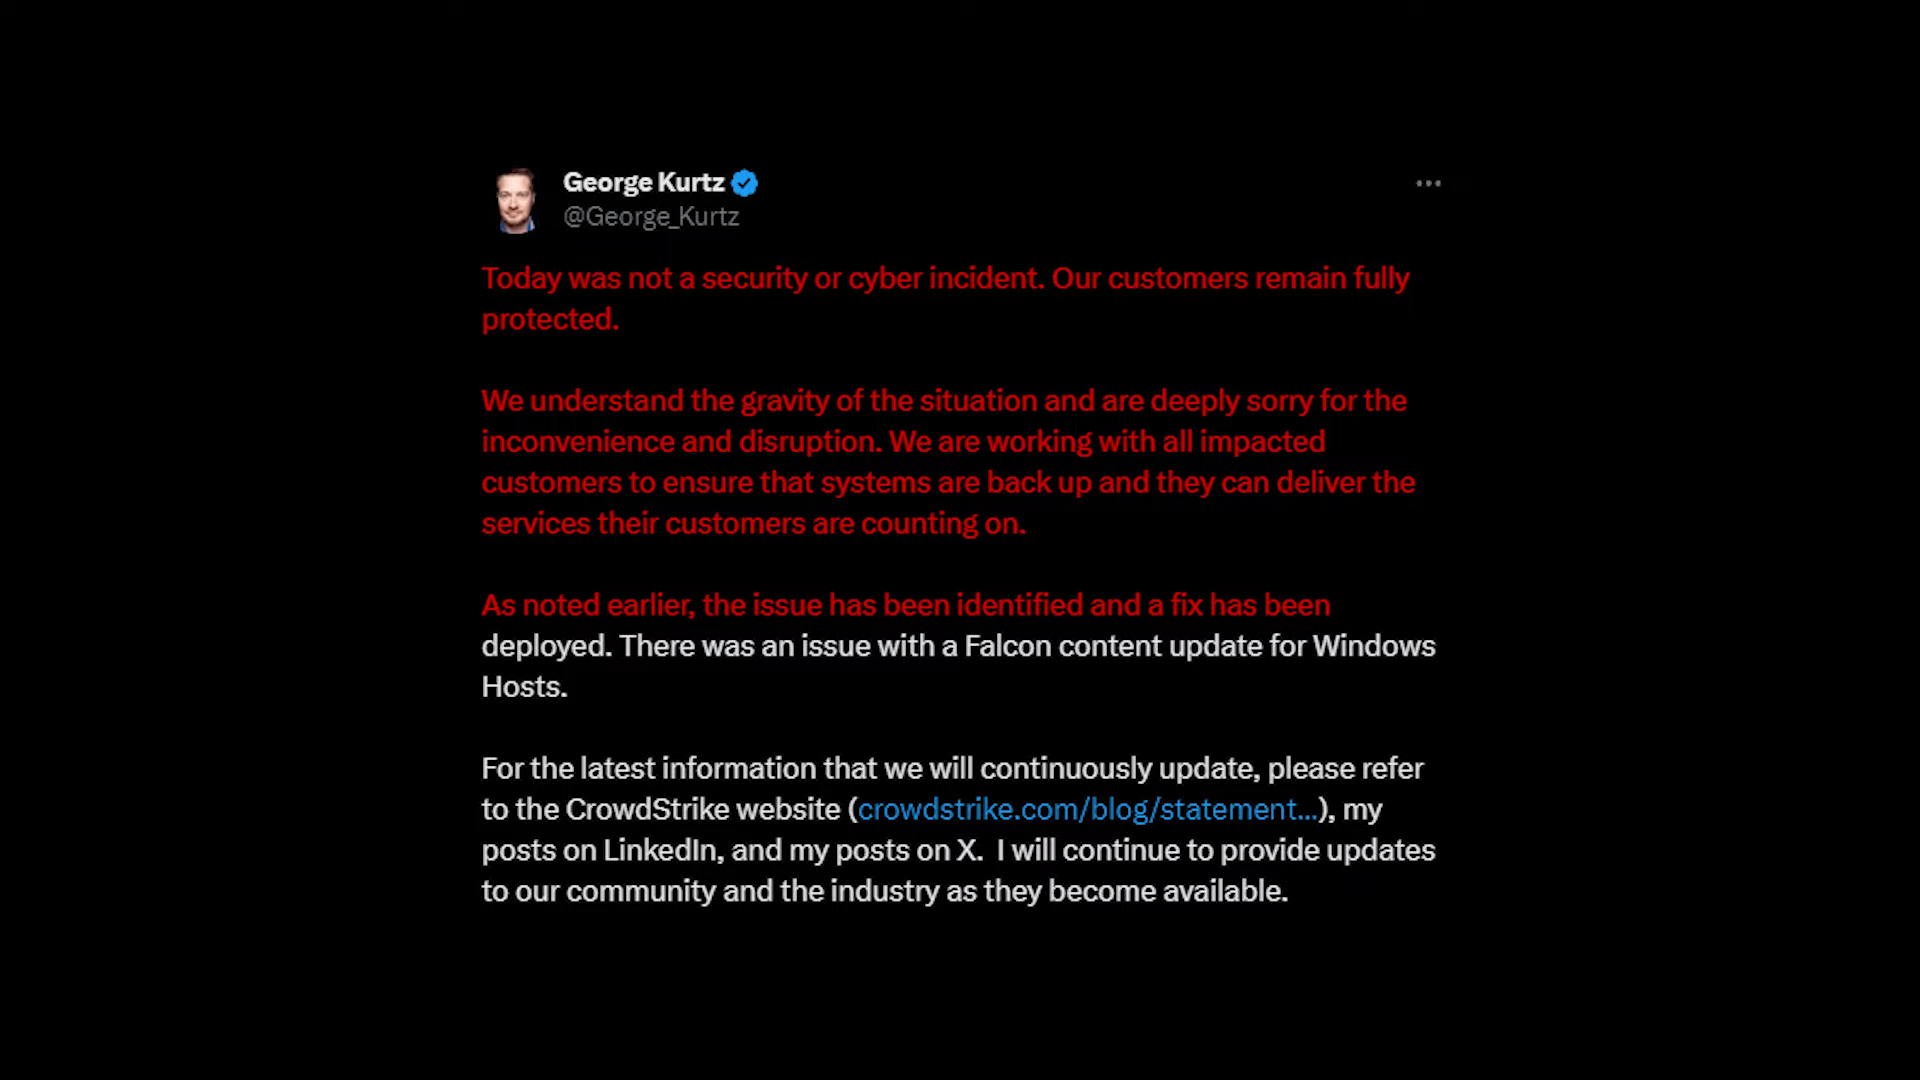 George Kurtz
@George_Kurtz
Today was not a security or cyber incident. Our customers remain fully
protected.
We understand the gravity of the situation and are deeply sorry for the
inconvenience and disruption. We are working with all impacted
customers to ensure that systems are back up and they can deliver the
services their customers are counting on.
As noted earlier, the issue has been identified and a fix has been
deployed. There was an issue with a Falcon content update for Windows
Hosts.
For the latest information that we will continuously update, please refer
to the CrowdStrike website (crowdstrike.com/blog/statement...), my
posts on LinkedIn, and my posts on X.  I will continue to provide updates
to our community and the industry as they become available.